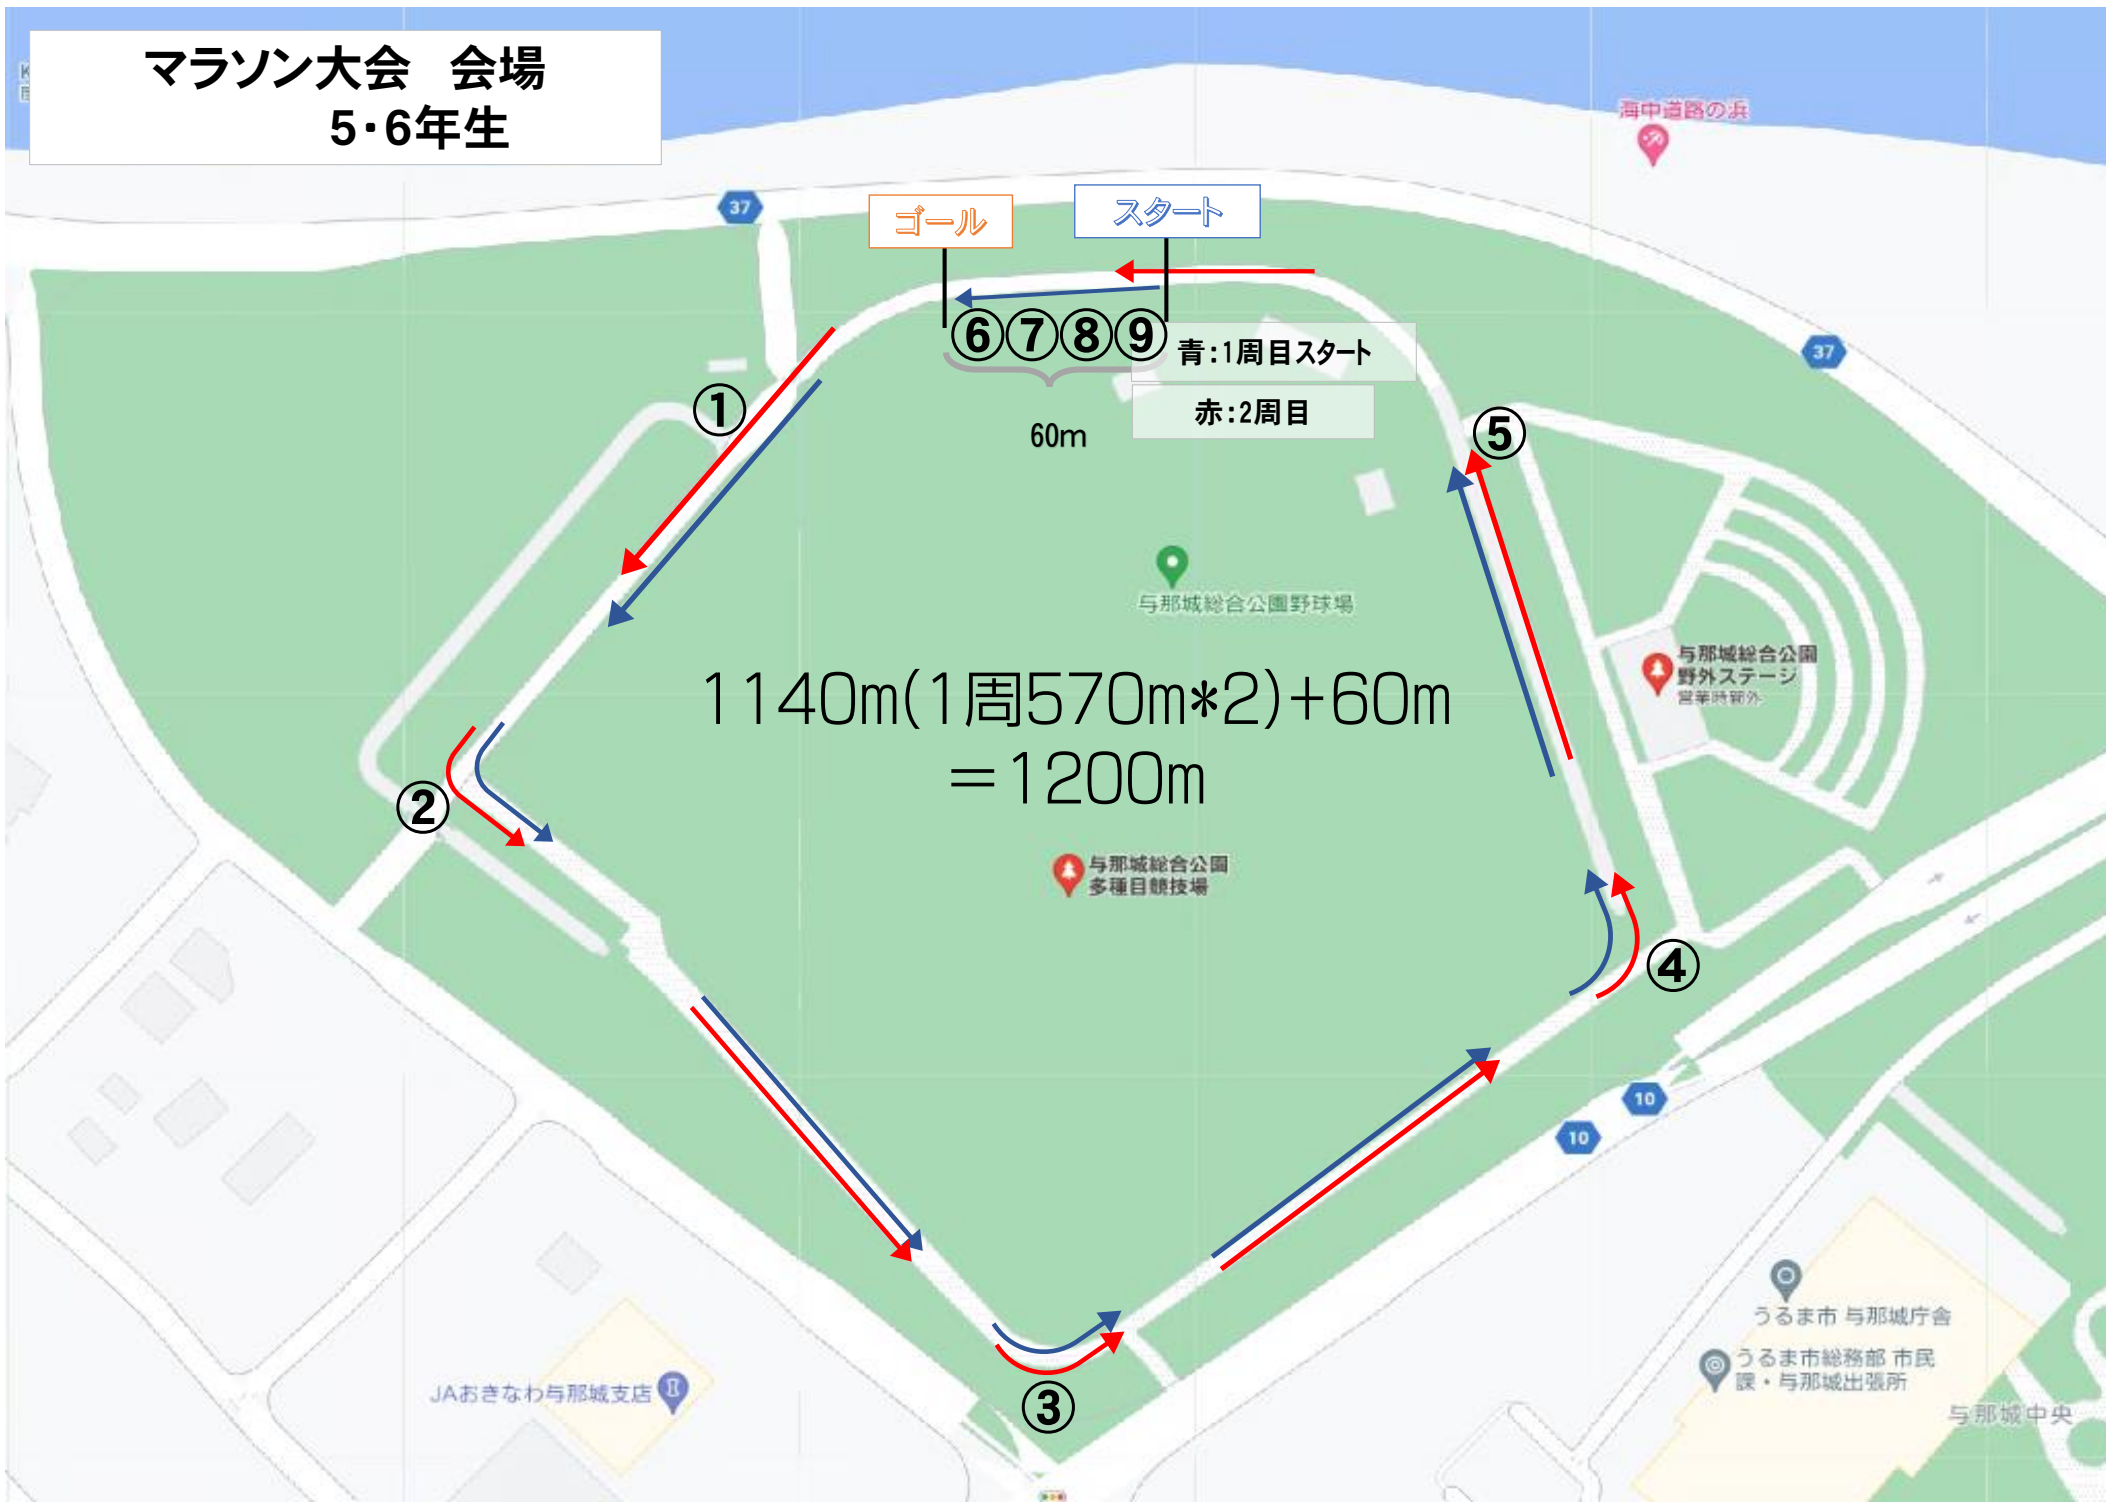 マラソン大会　会場
5・6年生
海中道路の浜
37
ゴール
スタート
⑥⑦⑧⑨
青:1周目スタート
赤:2周目
60m
37
①
⑤
与那城総合公園野球場
与那城総合公園
野外ステージ
営業時間外
1140m(1周570m*2)+60m
=1200m
②
与那城総合公園
多種目競技場
④
10
10
③
JAおきなわ与那城支店
うるま市 与那城庁舎
うるま市総務部 市民
課・与那城出張所
与那城中央